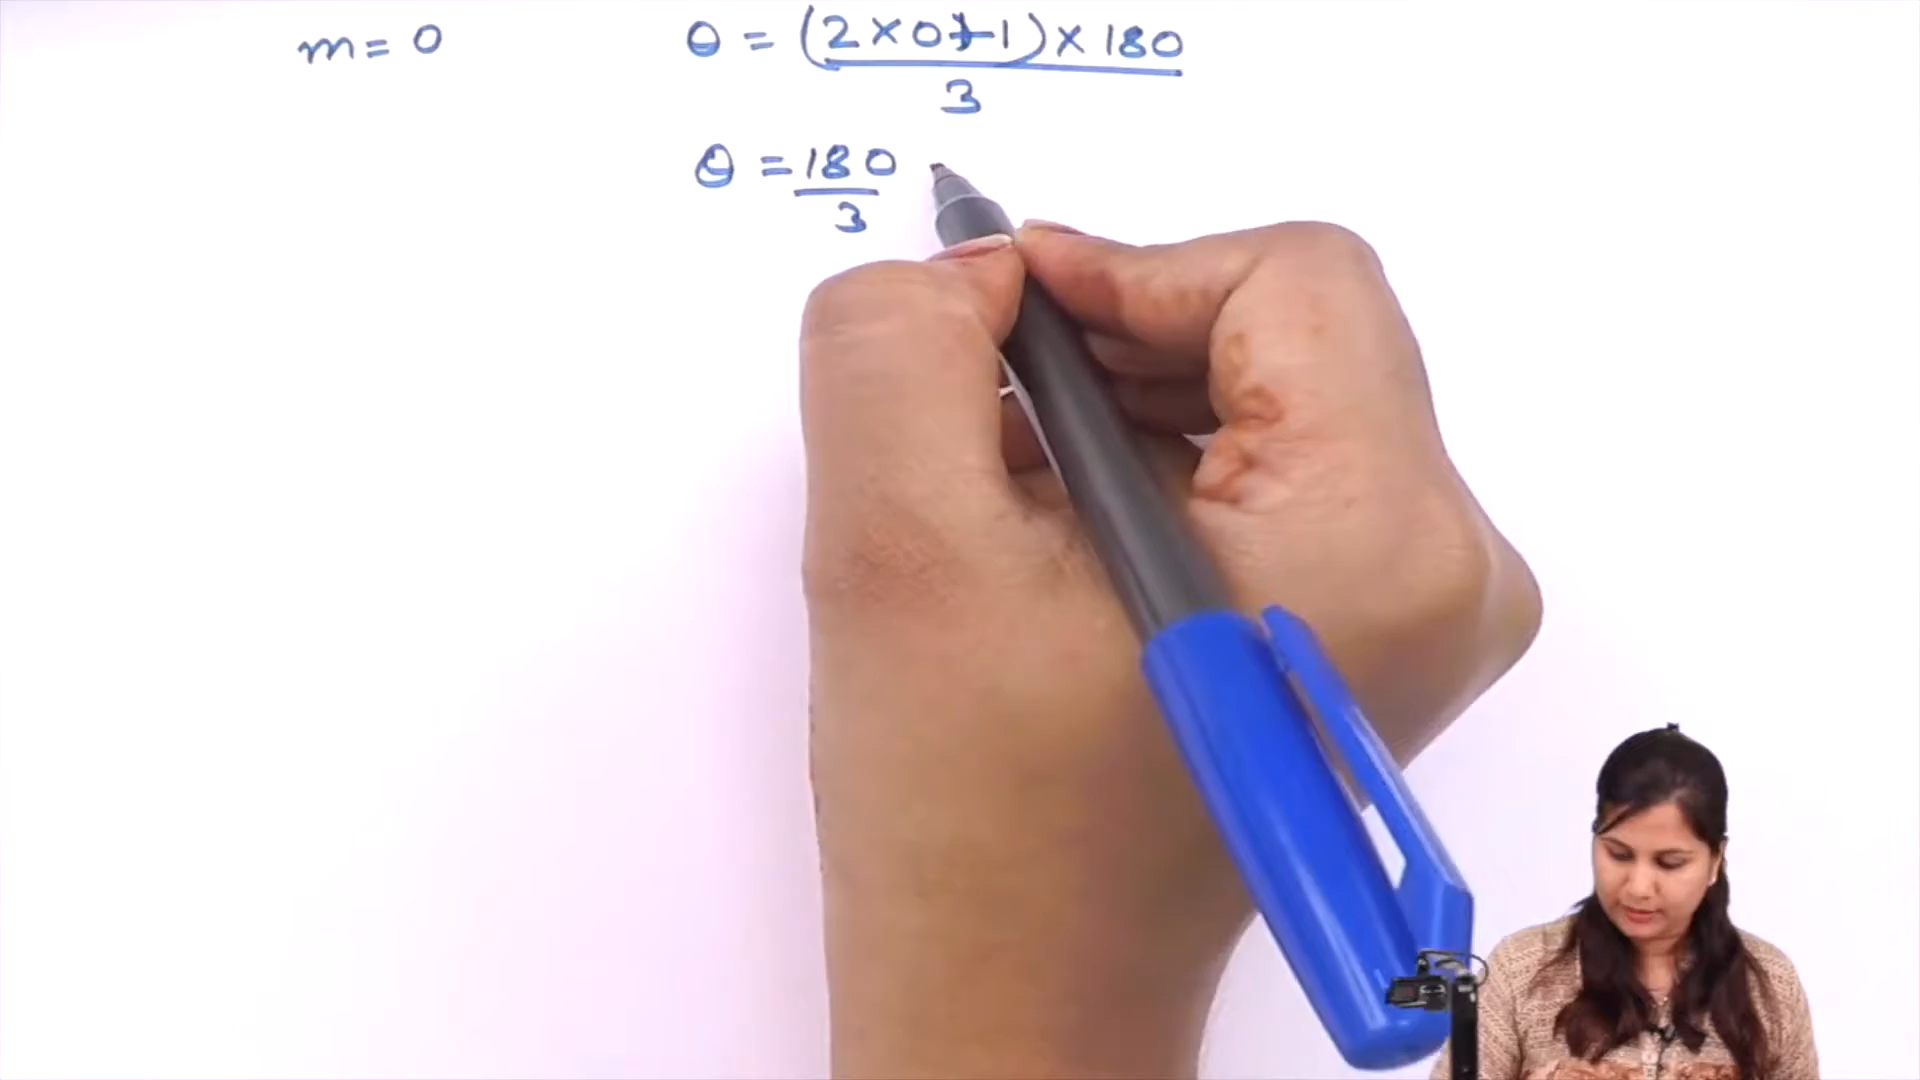 m = 0 θ = (2 × 0 + 1) × 180
3
θ = 180
3